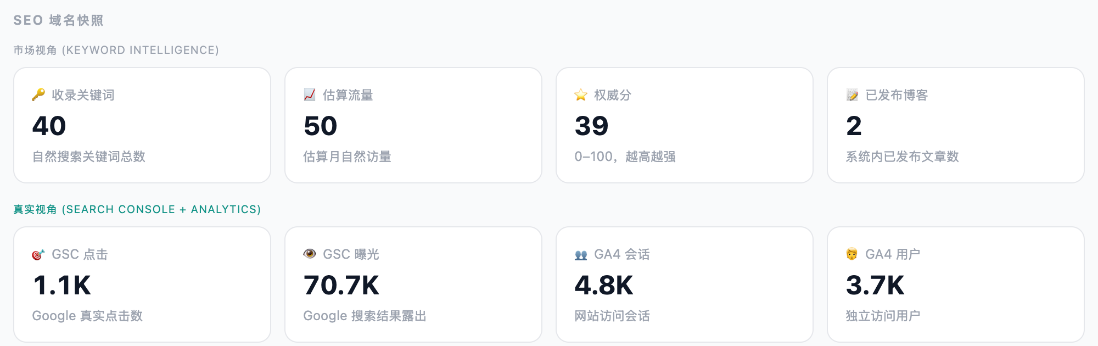 SEO 域名快照
市场视角 (KEYWORD INTELLIGENCE)
🔑 收录关键词
40
自然搜索关键词总数
📈 估算流量
50
估算月自然访量
⭐ 权威分
39
0–100，越高越强
📝 已发布博客
2
系统内已发布文章数
真实视角 (SEARCH CONSOLE + ANALYTICS)
🎯 GSC 点击
1.1K
Google 真实点击数
👁️ GSC 曝光
70.7K
Google 搜索结果露出
👥 GA4 会话
4.8K
网站访问会话
🧑 GA4 用户
3.7K
独立访问用户